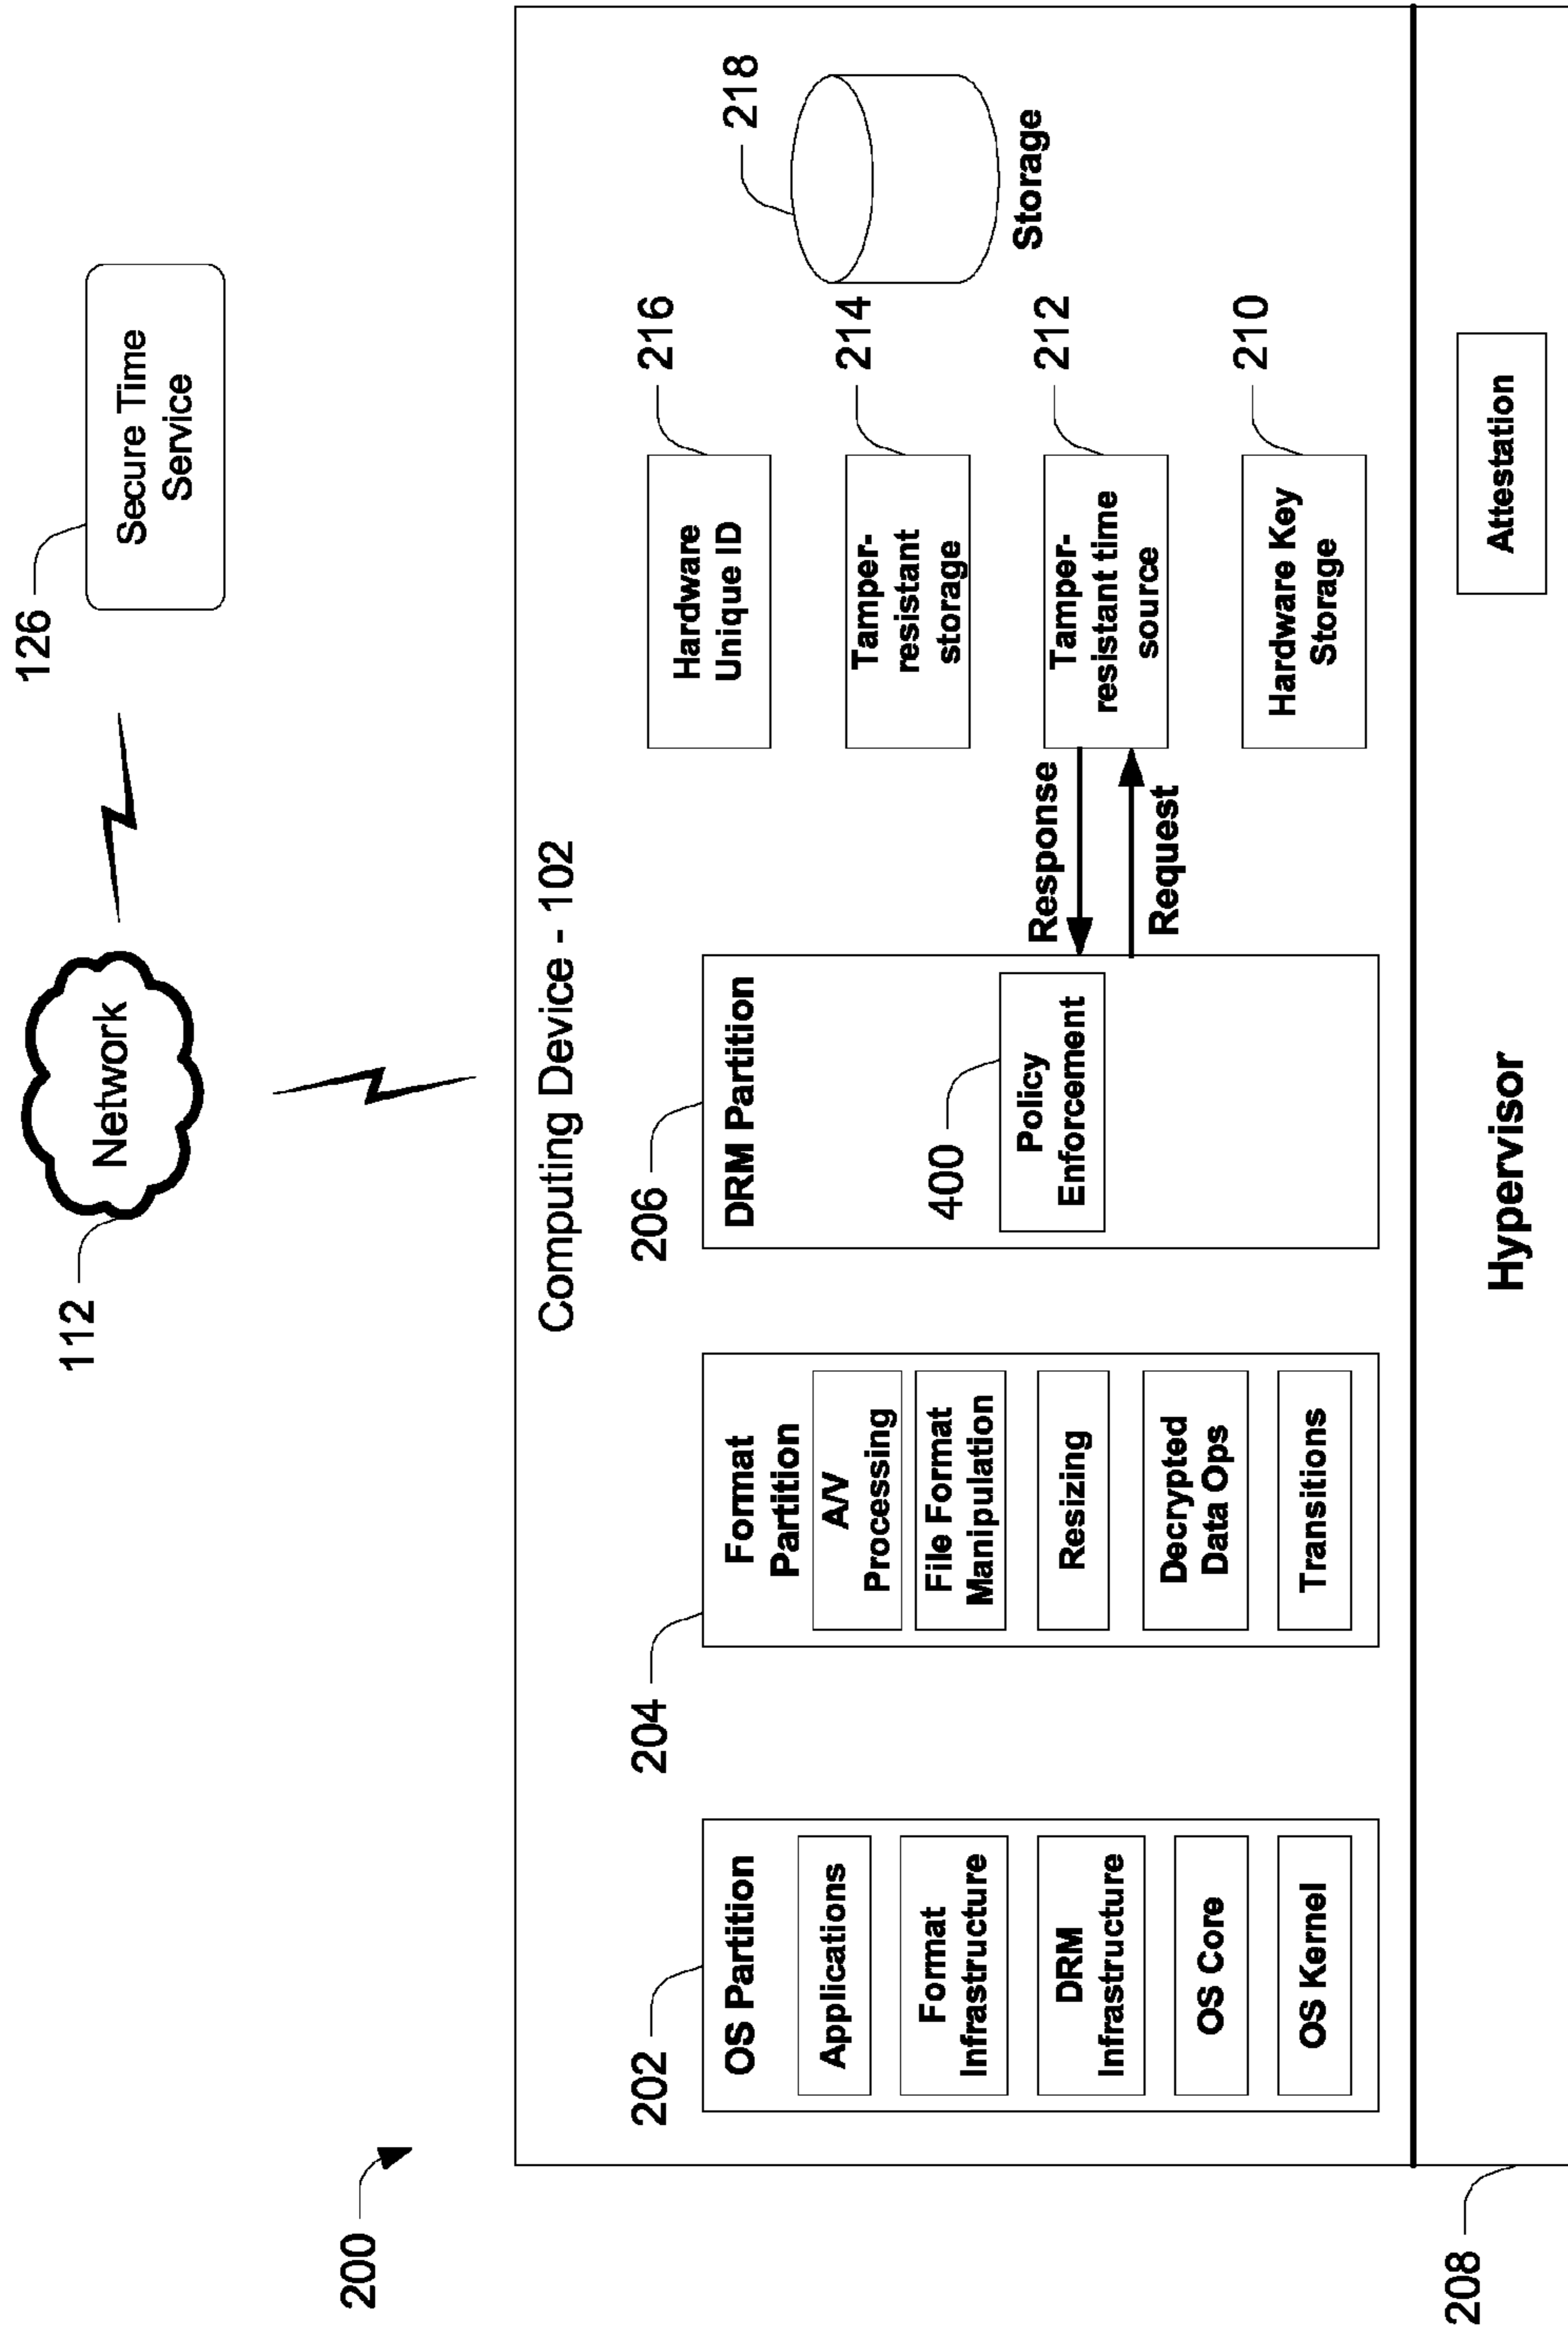 200
112
Network
126
Secure Time
Service
Computing Device - 102
202
OS Partition
Applications
Format
Infrastructure
DRM
Infrastructure
OS Core
OS Kernel
204
Format
Partition
A/V
Processing
File Format
Manipulation
Resizing
Decrypted
Data Ops
Transitions
206
DRM Partition
400
Policy
Enforcement
Response
Request
216
Hardware
Unique ID
214
Tamper-
resistant
storage
212
Tamper-
resistant time
source
210
Hardware Key
Storage
218
Storage
208
Hypervisor
Attestation